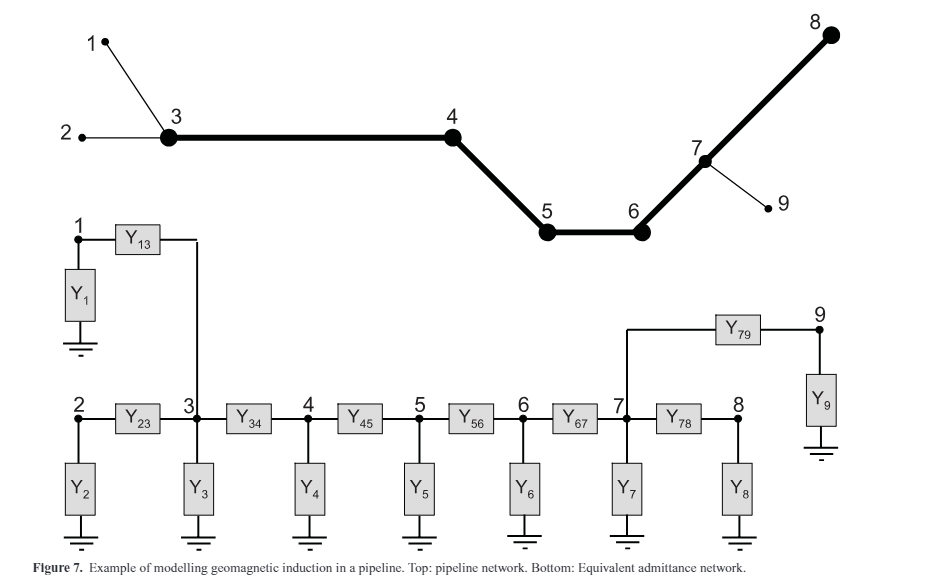 8
1
3
4
2
7
5
6
9
1
Y13
Y1
9
Y79
2
3
4
5
6
7
8
Y23
Y34
Y45
Y56
Y67
Y78
Y9
Y2
Y3
Y4
Y5
Y6
Y7
Y8
Figure 7. Example of modelling geomagnetic induction in a pipeline. Top: pipeline network. Bottom: Equivalent admittance network.